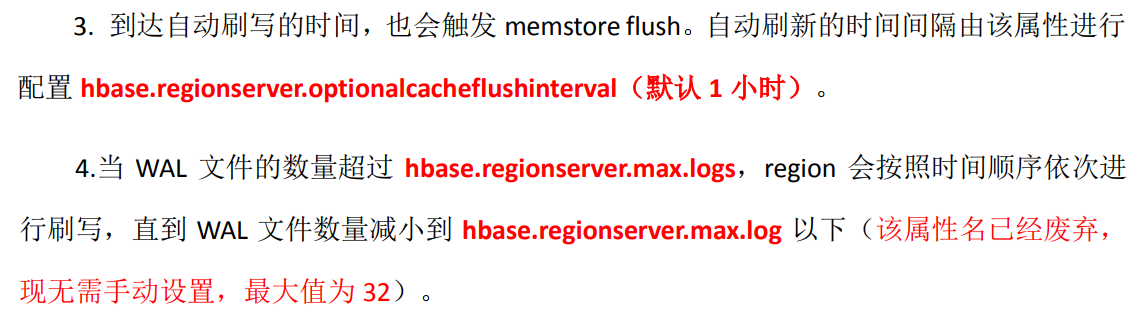 3. 到达自动刷写的时间，也会触发 memstore flush。自动刷新的时间间隔由该属性进行
配置 hbase.regionserver.optionalcacheflushinterval（默认 1 小时）。
4.当 WAL 文件的数量超过 hbase.regionserver.max.logs，region 会按照时间顺序依次进
行刷写，直到 WAL 文件数量减小到 hbase.regionserver.max.log 以下（该属性名已经废弃，
现无需手动设置，最大值为 32）。